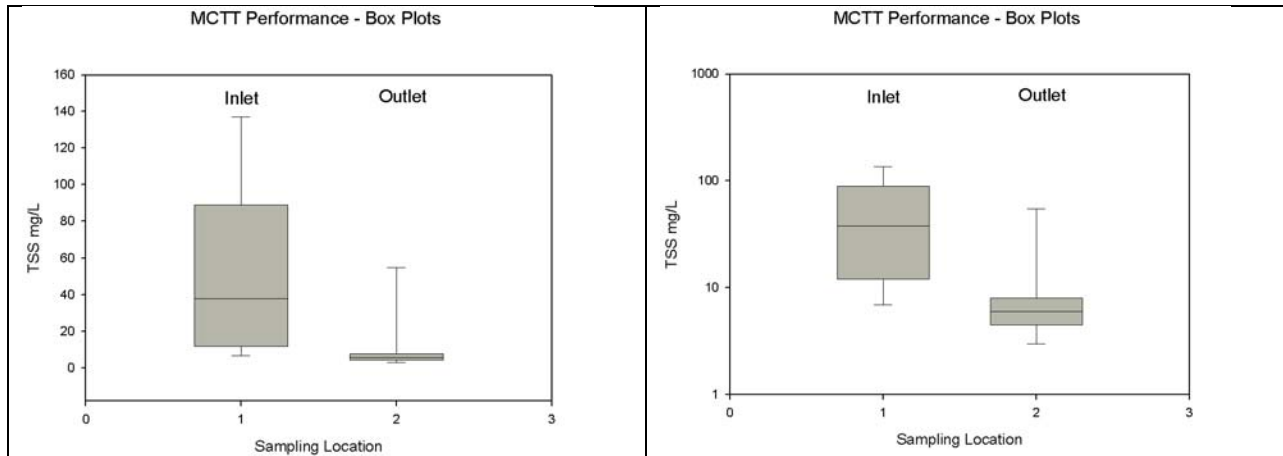 MCTT Performance - Box Plots
160
140
120
100
80
60
40
20
0
TSS mg/L
Inlet
Outlet
0
1
2
3
Sampling Location
MCTT Performance - Box Plots
1000
100
10
1
TSS mg/L
Inlet
Outlet
0
1
2
3
Sampling Location